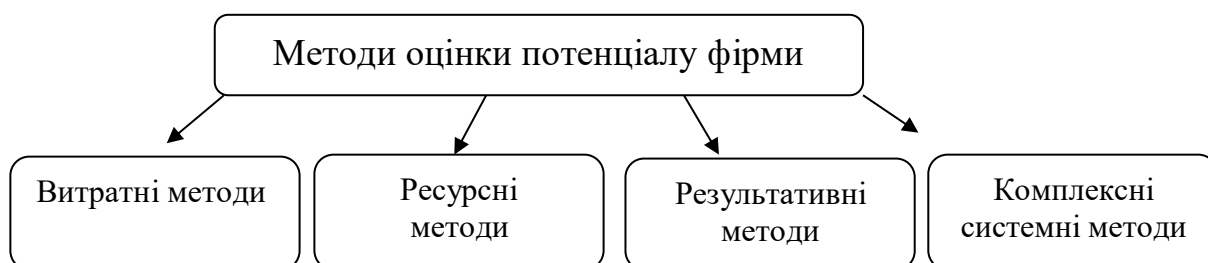 Методи оцінки потенціалу фірми
Витратні методи
Ресурсні
методи
Результативні
методи
Комплексні
системні методи